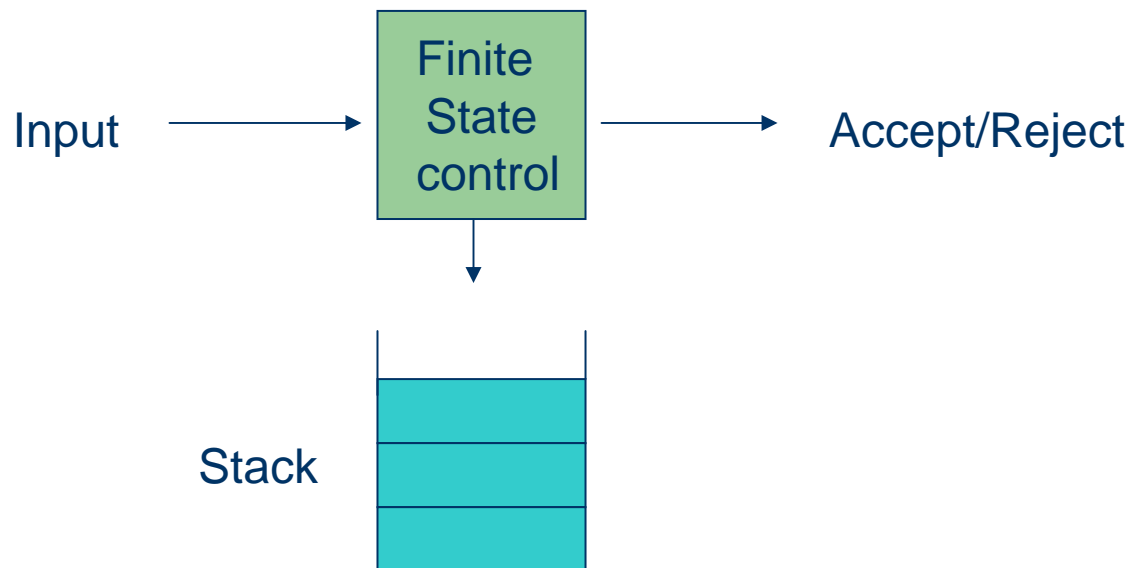 Input
Finite
State
control
Accept/Reject
Stack